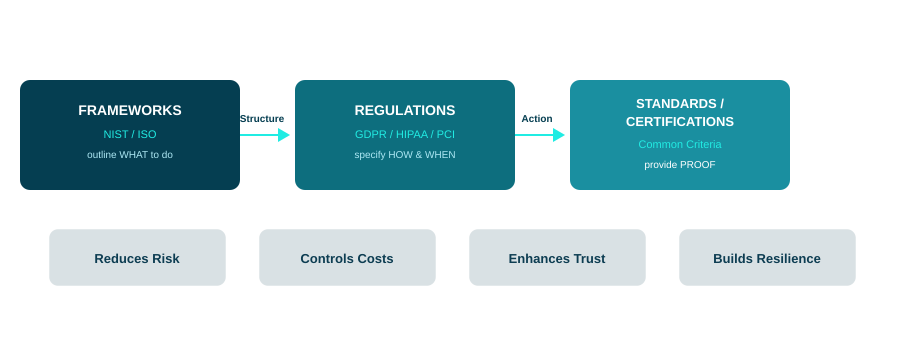 FRAMEWORKS
NIST / ISO
outline WHAT to do
Structure
REGULATIONS
GDPR / HIPAA / PCI
specify HOW & WHEN
Action
STANDARDS /
CERTIFICATIONS
Common Criteria
provide PROOF
Reduces Risk
Controls Costs
Enhances Trust
Builds Resilience